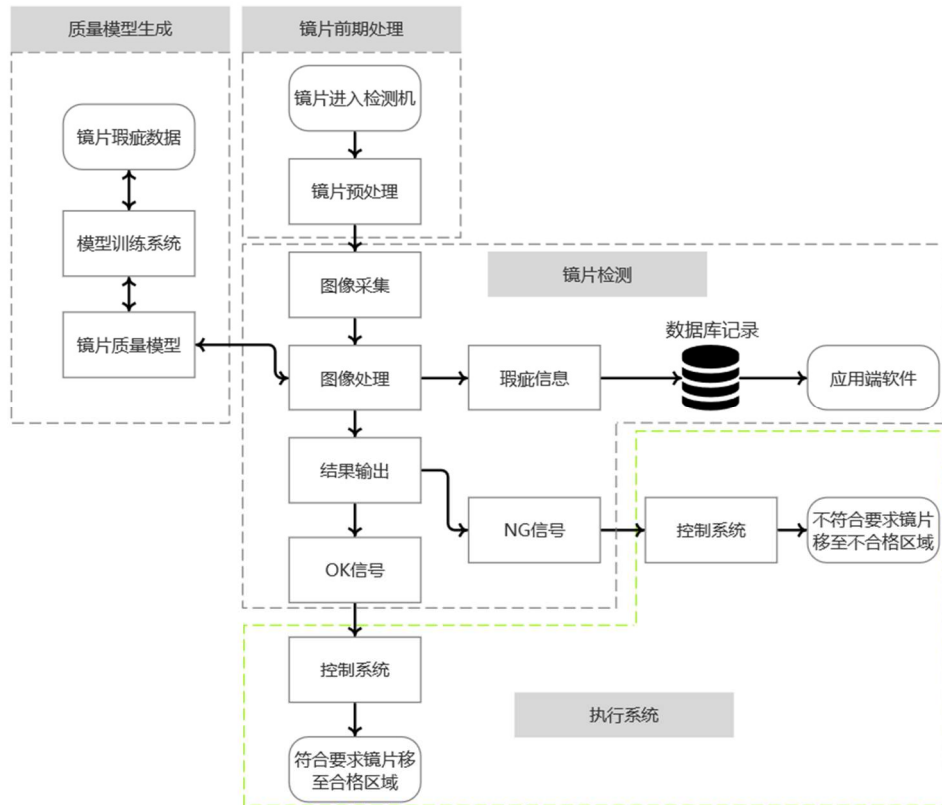 质量模型生成
镜片前期处理
镜片进入检测机
镜片瑕疵数据
镜片预处理
模型训练系统
图像采集
镜片检测
镜片质量模型
数据库记录
图像处理
瑕疵信息
应用端软件
结果输出
NG信号
控制系统
不符合要求镜片
移至不合格区域
OK信号
控制系统
执行系统
符合要求镜片移
至合格区域